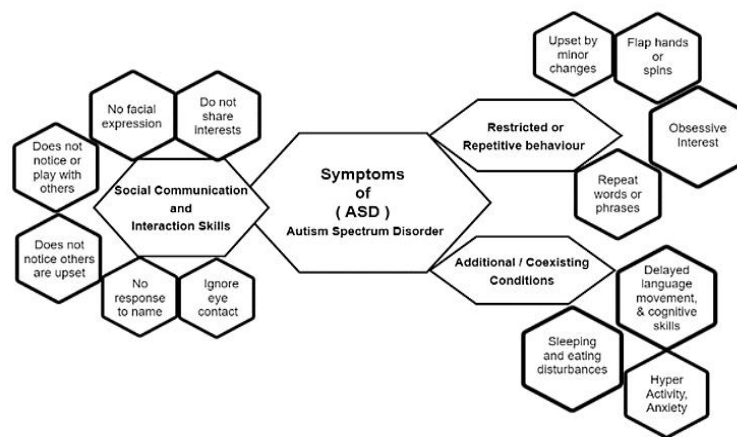 Symptoms
of
( ASD )
Autism Spectrum Disorder
Social Communication
and
Interaction Skills
No facial
expression
Do not
share
Interests
Does not
notice or
play with
others
Does not
notice others
are upset
No
response
to name
Ignore
eye
contact
Restricted or
Repetitive behaviour
Upset by
minor
changes
Flap hands
or
spins
Obsessive
Interest
Repeat
words or
phrases
Additional / Coexisting
Conditions
Delayed
language
movement,
& cognitive
skills
Sleeping
and eating
disturbances
Hyper
Activity,
Anxiety